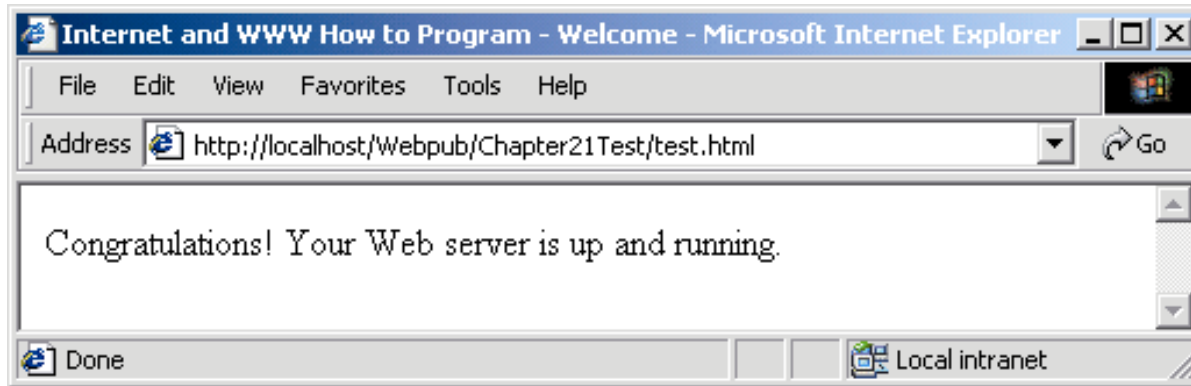 Internet and WWW How to Program - Welcome - Microsoft Internet Explorer
File Edit View Favorites Tools Help
Address http://localhost/Webpub/Chapter21Test/test.html Go
Congratulations! Your Web server is up and running.
Done Local intranet